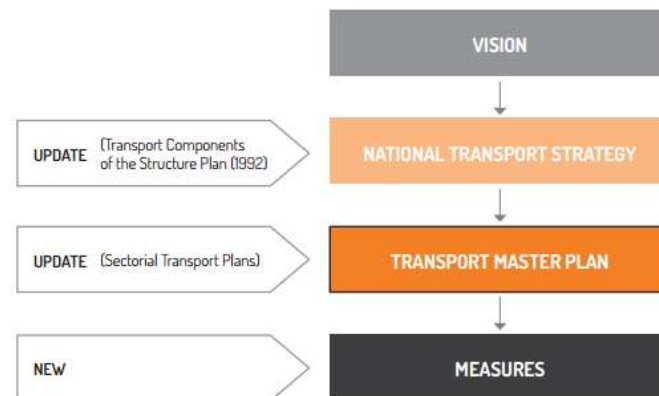 VISION
UPDATE (Transport Components
of the Structure Plan (1992)
NATIONAL TRANSPORT STRATEGY
UPDATE (Sectorial Transport Plans)
TRANSPORT MASTER PLAN
NEW
MEASURES